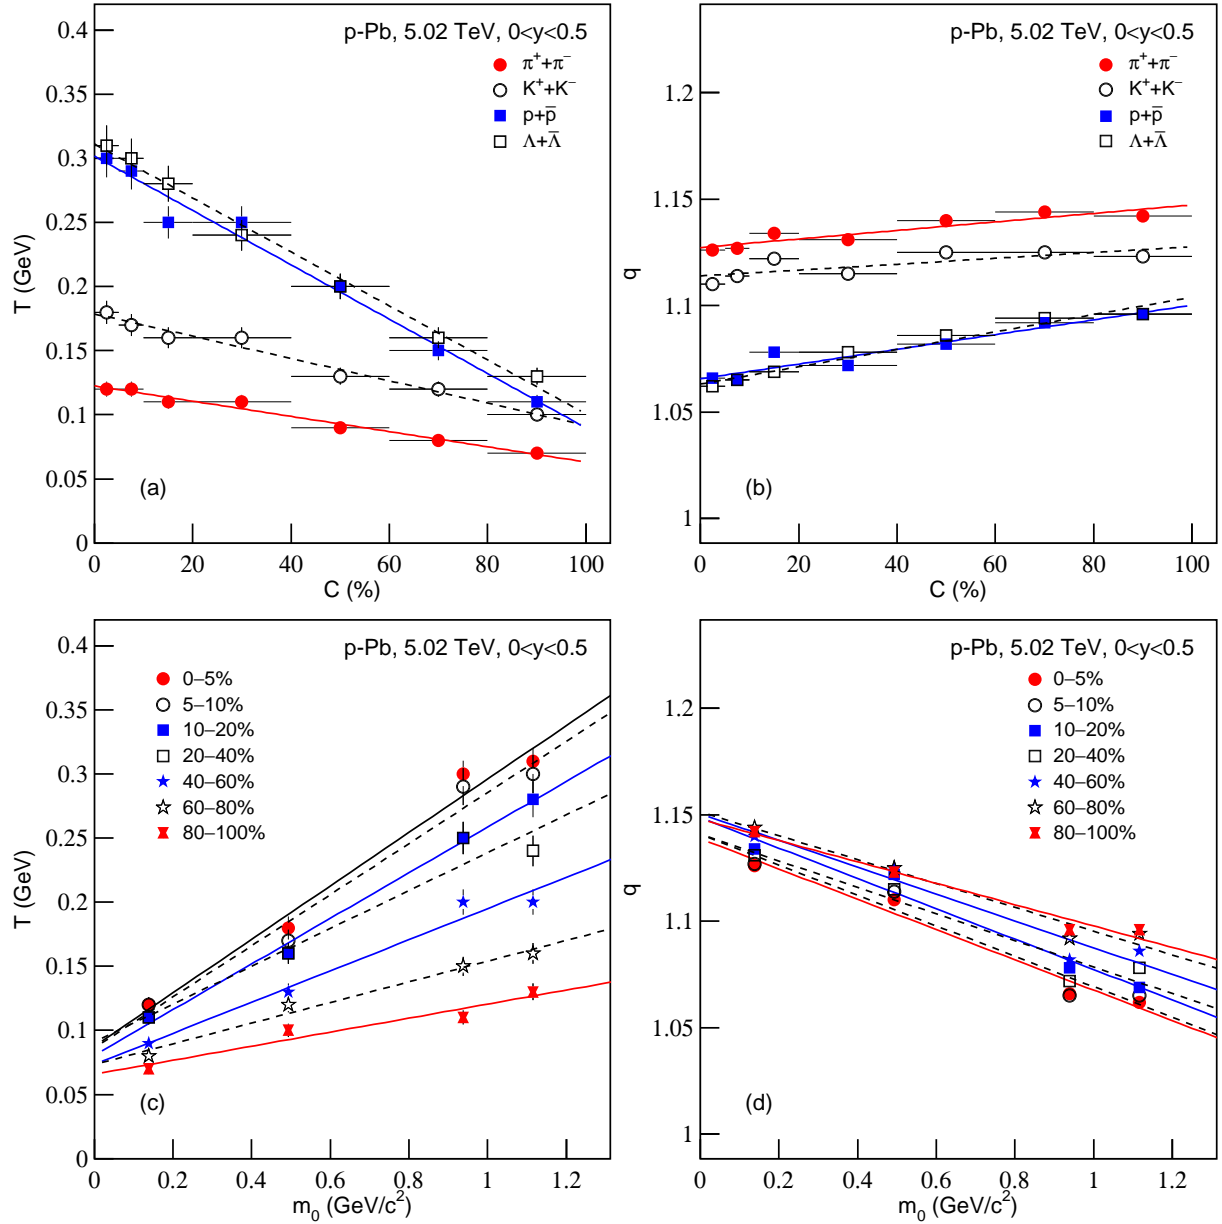 p-Pb, 5.02 TeV, 0<y<0.5
π⁺+π⁻
K⁺+K⁻
p+p̄
Λ+Λ̄
0.4
0.35
0.3
0.25
0.2
0.15
0.1
0.05
0
T (GeV)
(a)
0 20 40 60 80 100
C (%)
p-Pb, 5.02 TeV, 0<y<0.5
π⁺+π⁻
K⁺+K⁻
p+p̄
Λ+Λ̄
1.2
1.15
1.1
1.05
1
q
(b)
0 20 40 60 80 100
C (%)
p-Pb, 5.02 TeV, 0<y<0.5
0–5%
5–10%
10–20%
20–40%
40–60%
60–80%
80–100%
0.4
0.35
0.3
0.25
0.2
0.15
0.1
0.05
0
T (GeV)
(c)
0 0.2 0.4 0.6 0.8 1 1.2
m₀ (GeV/c²)
p-Pb, 5.02 TeV, 0<y<0.5
0–5%
5–10%
10–20%
20–40%
40–60%
60–80%
80–100%
1.2
1.15
1.1
1.05
1
q
(d)
0 0.2 0.4 0.6 0.8 1 1.2
m₀ (GeV/c²)